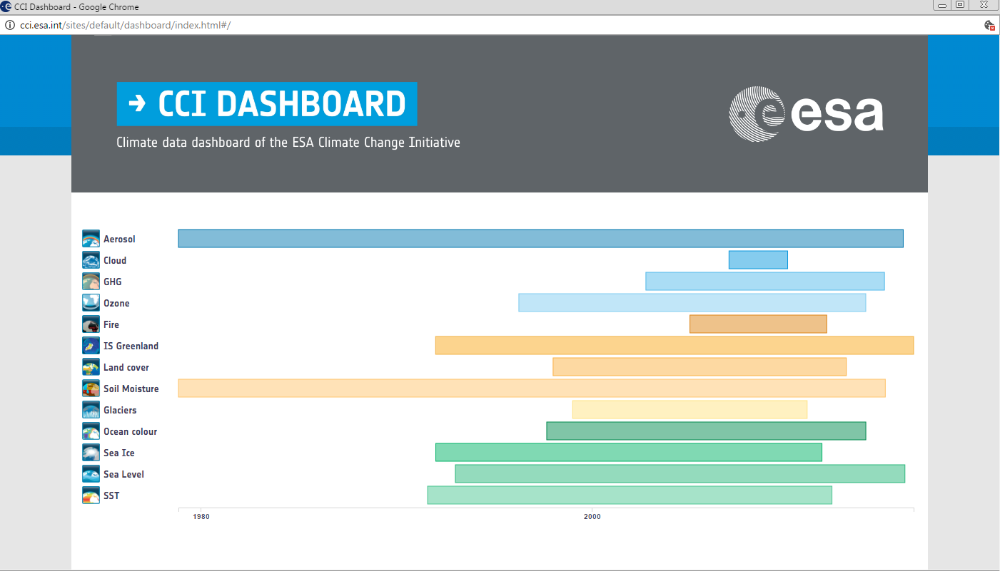 CCI Dashboard - Google Chrome
cci.esa.int/sites/default/dashboard/index.html#/
→ CCI DASHBOARD
esa
Climate data dashboard of the ESA Climate Change Initiative
Aerosol
Cloud
GHG
Ozone
Fire
IS Greenland
Land cover
Soil Moisture
Glaciers
Ocean colour
Sea Ice
Sea Level
SST
1980 2000